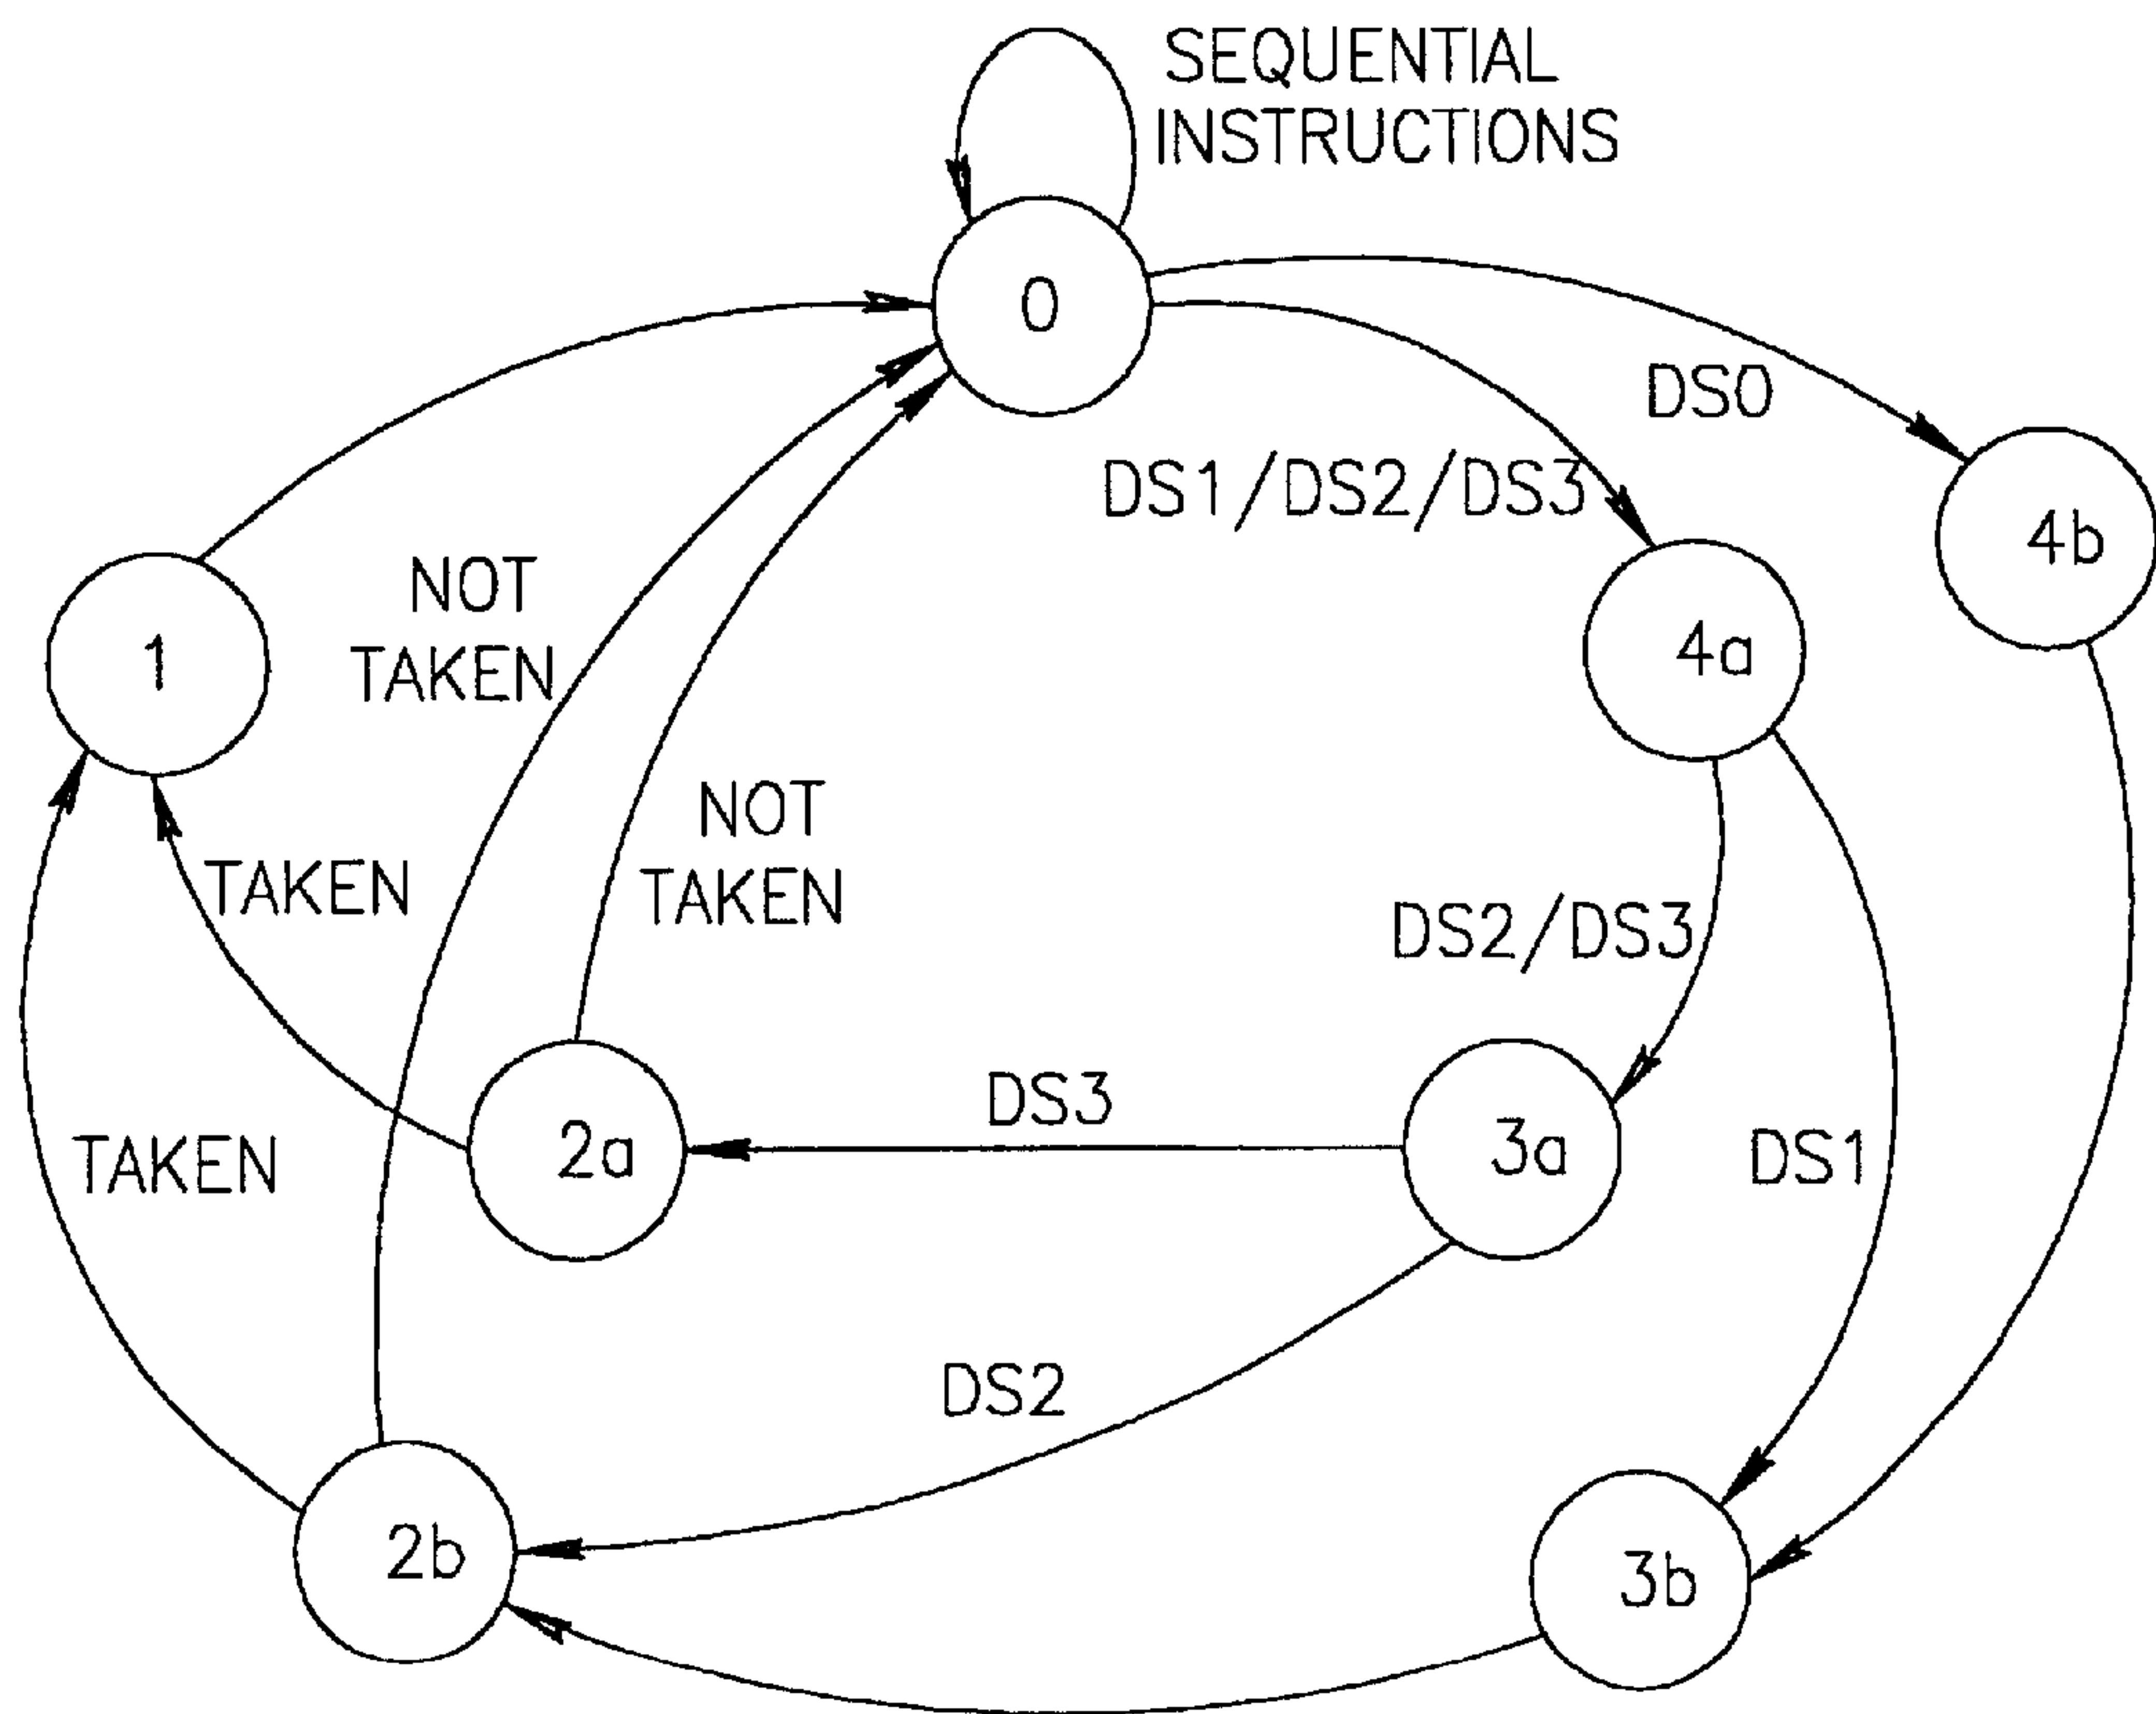 SEQUENTIAL
INSTRUCTIONS
0
DS0
DS1/DS2/DS3
4b
NOT
TAKEN
1
4a
NOT
TAKEN
TAKEN
DS2/DS3
DS3
2a
3a
DS1
TAKEN
DS2
2b
3b